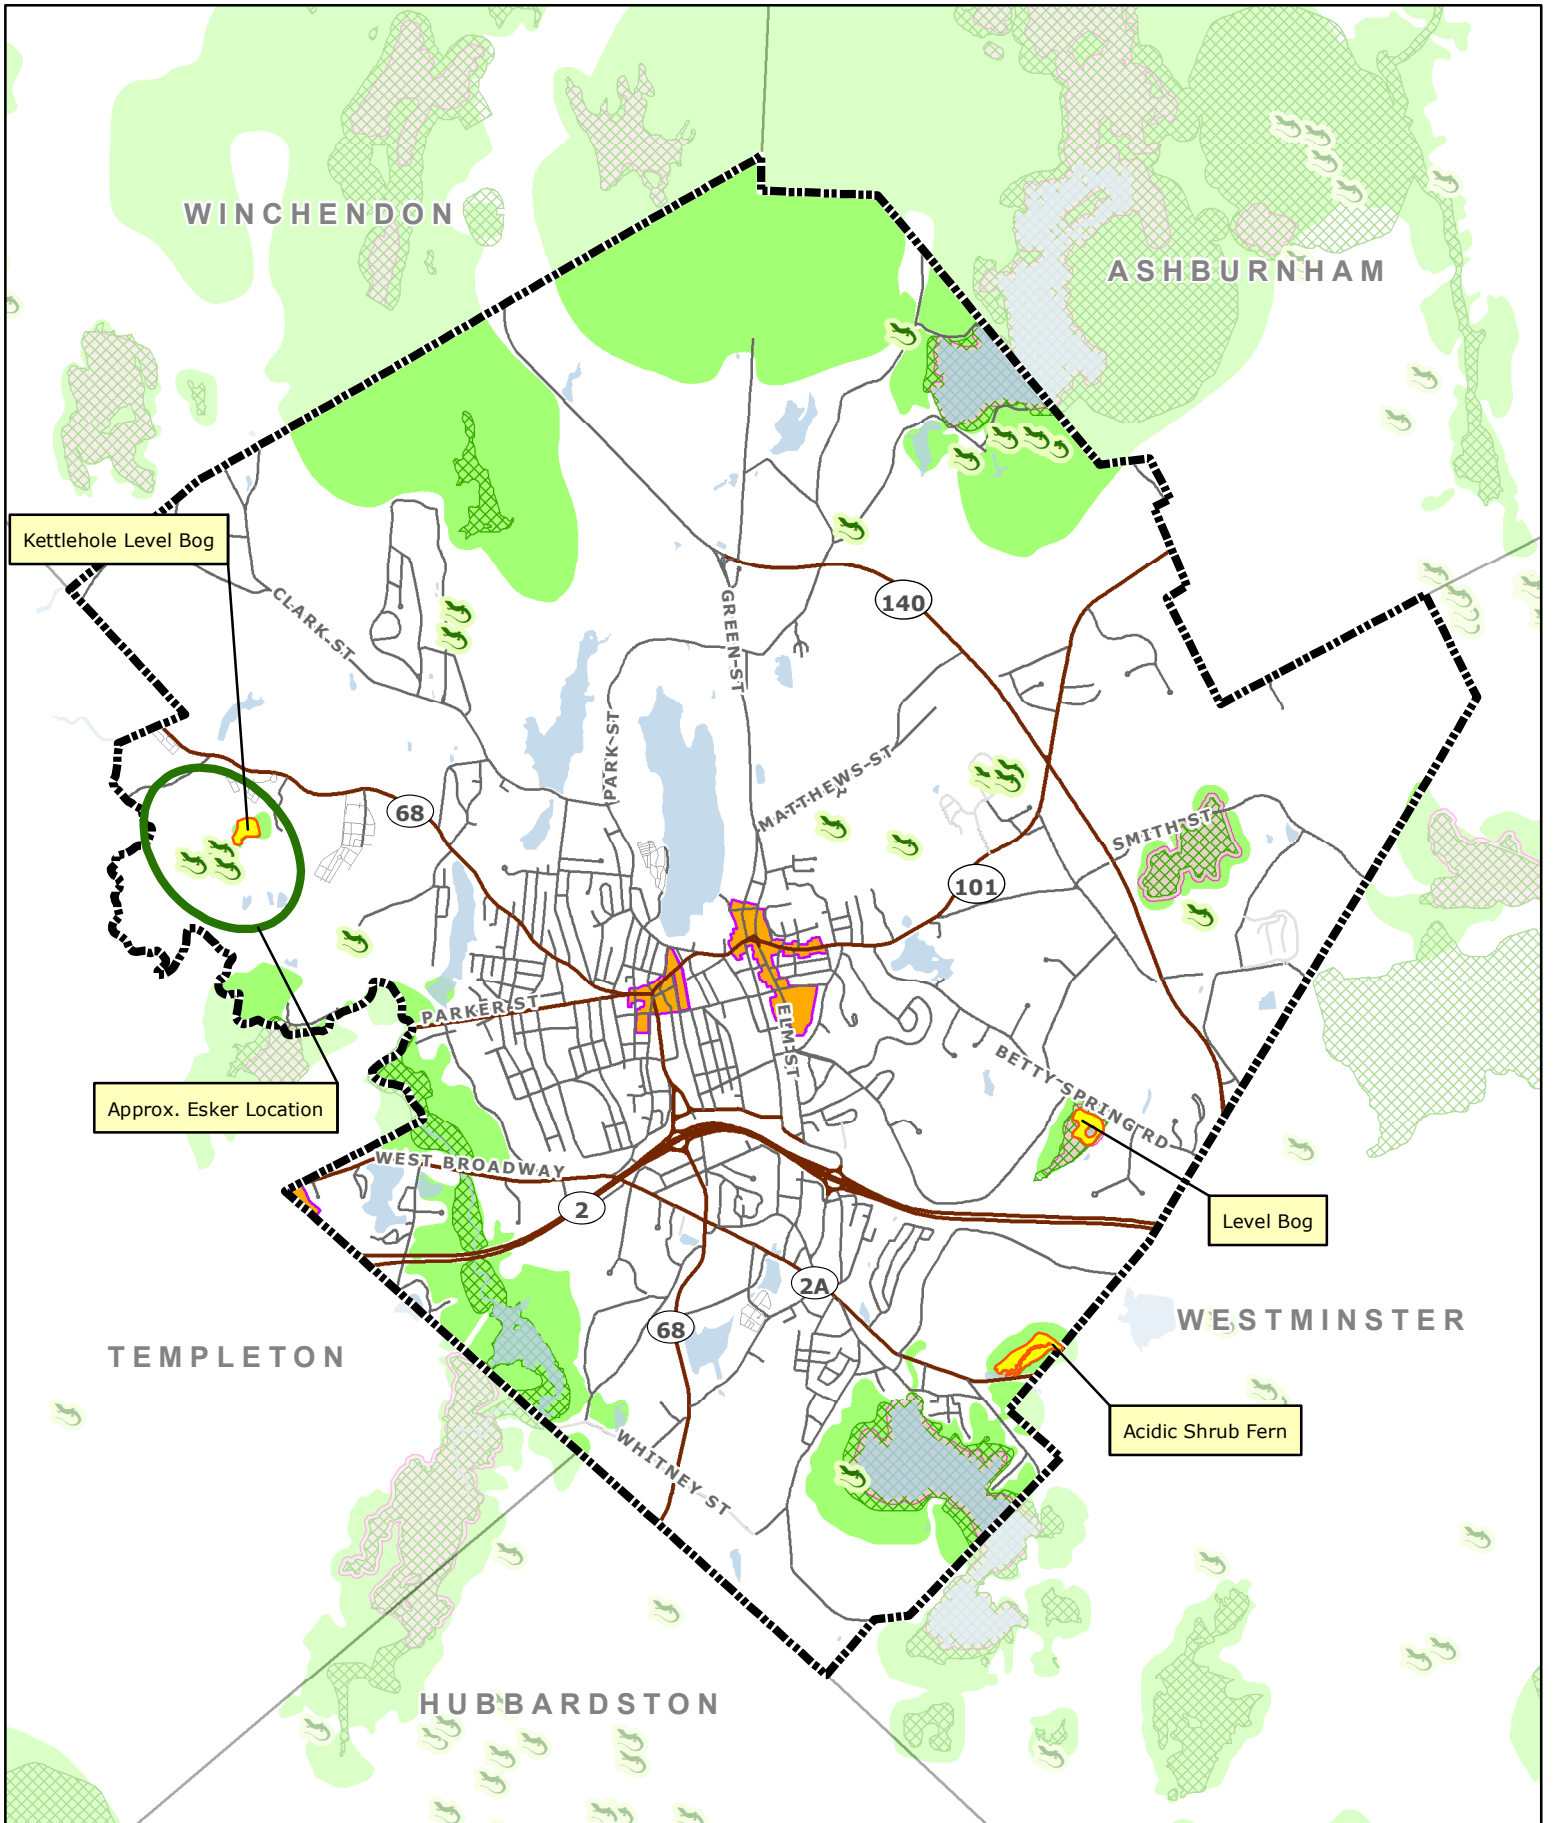 WINCHENDON
ASHBURNHAM
Kettlehole Level Bog
CLARK ST
GREEN ST
140
PARK ST
MATTHEWS ST
68
SMITH ST
101
PARKER ST
ELM ST
BETTY SPRING RD
Approx. Esker Location
WEST BROADWAY
2
Level Bog
2A
68
WESTMINSTER
TEMPLETON
Acidic Shrub Fern
WHITNEY ST
HUBBARDSTON